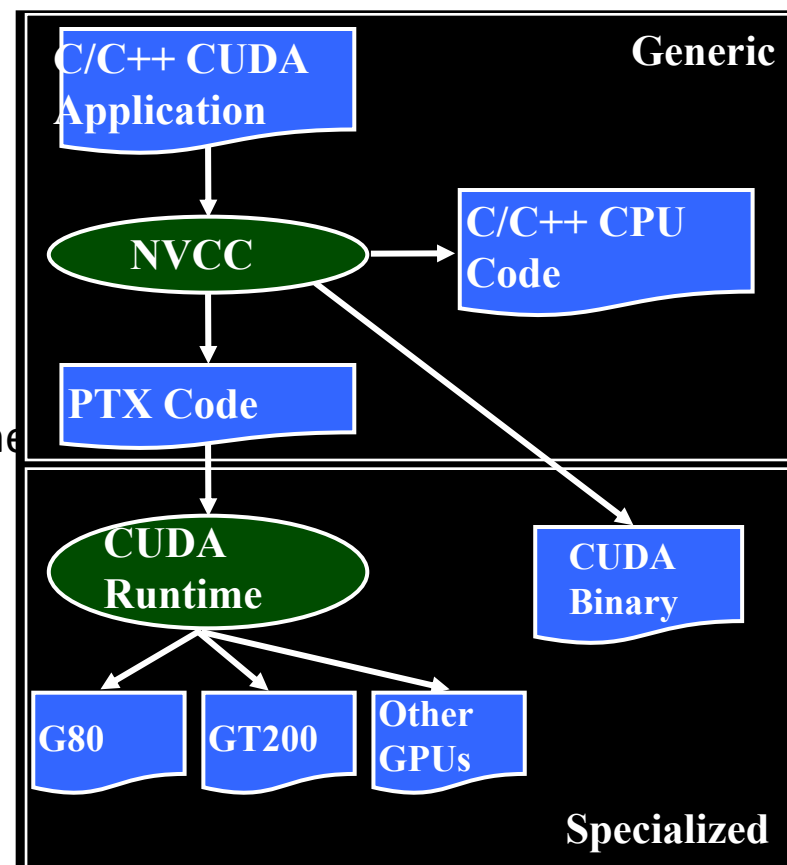 C/C++ CUDA
Application
Generic
NVCC
C/C++ CPU
Code
PTX Code
CUDA
Runtime
CUDA
Binary
G80
GT200
Other
GPUs
Specialized